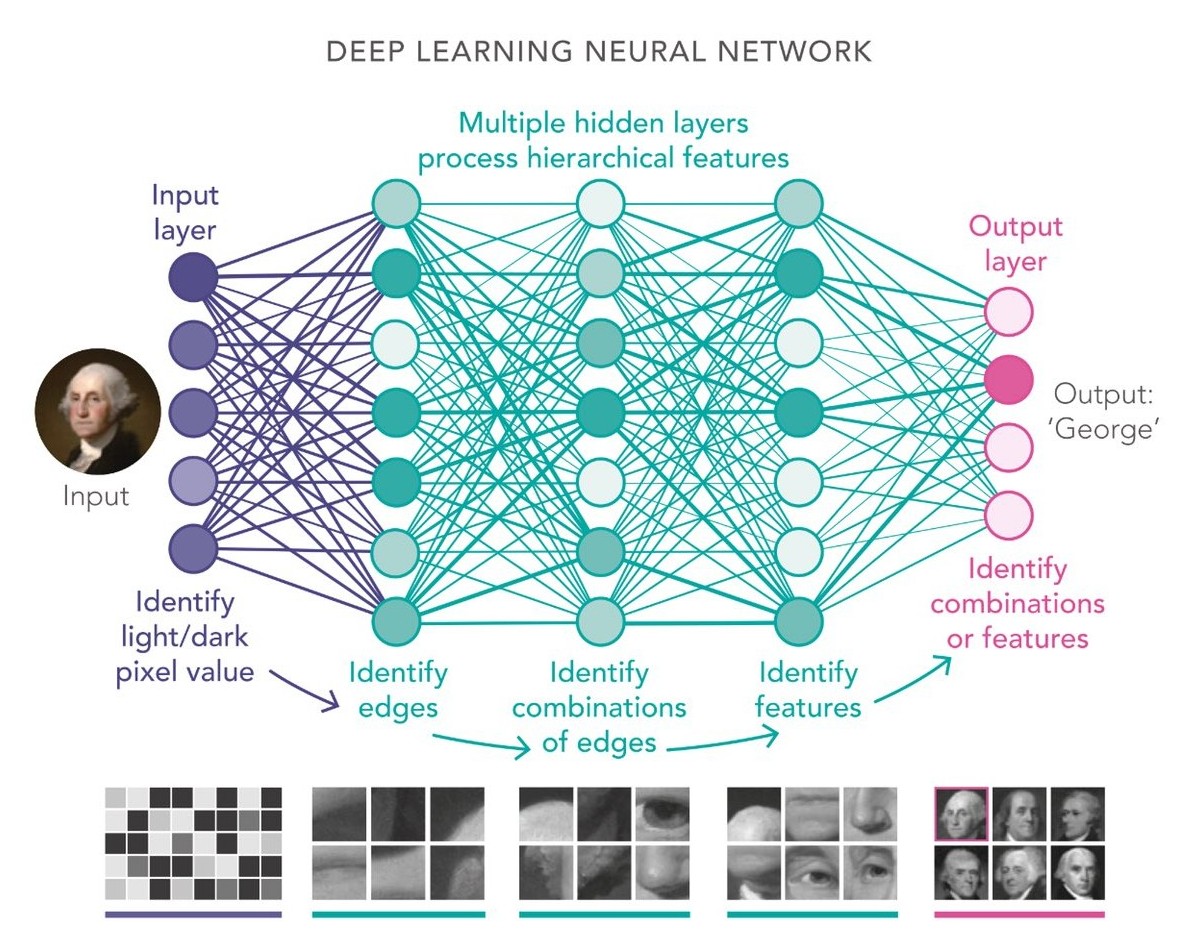 DEEP LEARNING NEURAL NETWORK
Multiple hidden layers
process hierarchical features
Input
layer
Output
layer
Input
Output:
‘George’
Identify
light/dark
pixel value
Identify
edges
Identify
combinations
of edges
Identify
features
Identify
combinations
or features